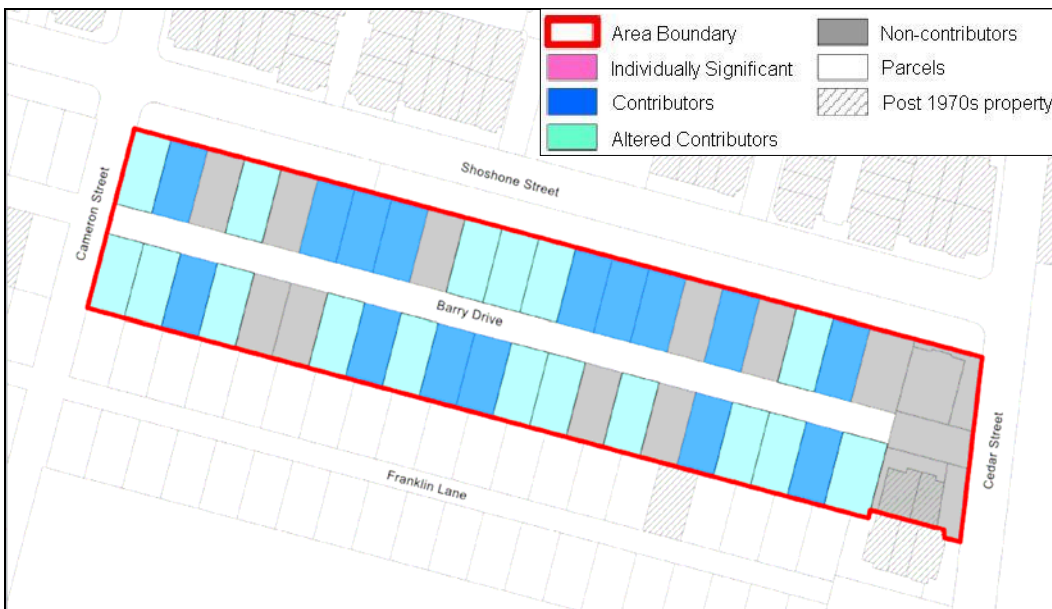 Area Boundary
Individually Significant
Contributors
Altered Contributors
Non-contributors
Parcels
Post 1970s property
Shoshone Street
Cameron Street
Barry Drive
Cedar Street
Franklin Lane